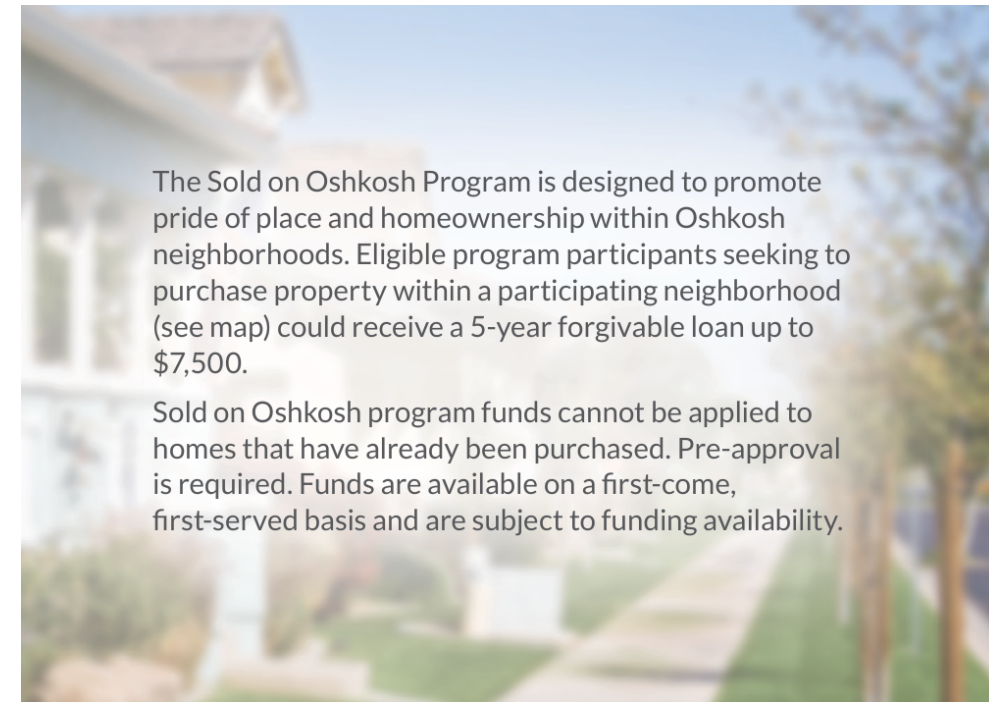 The Sold on Oshkosh Program is designed to promote
pride of place and homeownership within Oshkosh
neighborhoods. Eligible program participants seeking to
purchase property within a participating neighborhood
(see map) could receive a 5-year forgivable loan up to
$7,500.
Sold on Oshkosh program funds cannot be applied to
homes that have already been purchased. Pre-approval
is required. Funds are available on a first-come,
first-served basis and are subject to funding availability.